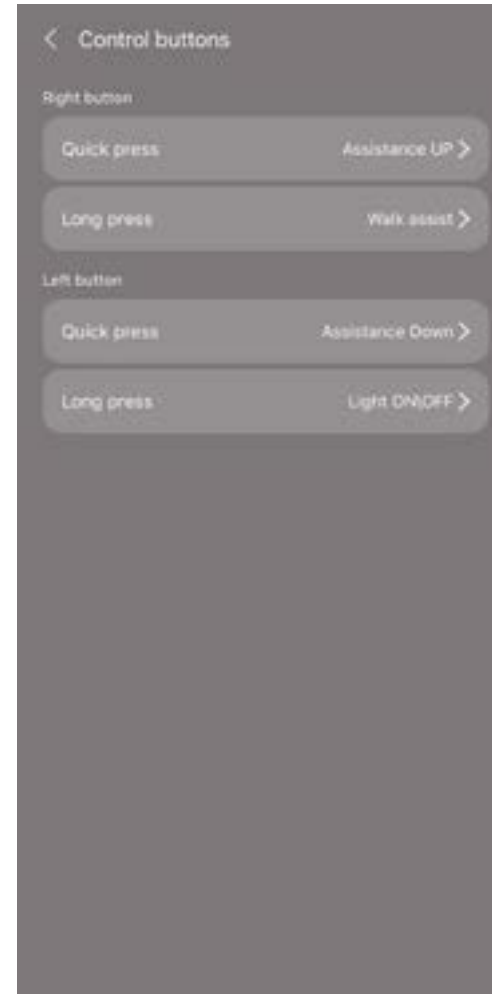 Control buttons
Right button
Quick press Assistance UP
Long press Walk assist
Left button
Quick press Assistance Down
Long press Light ON\OFF